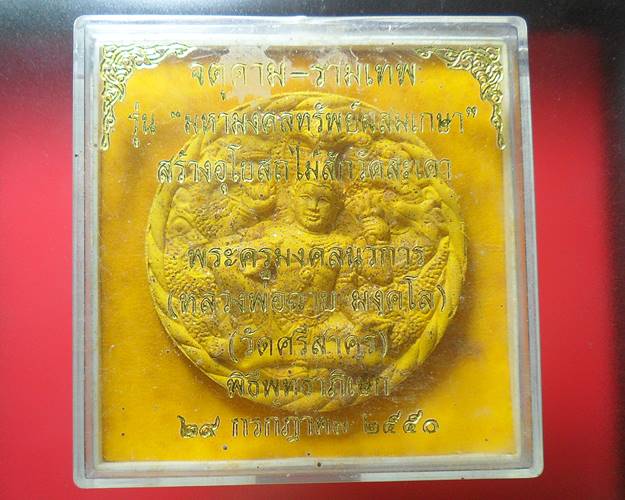 จตุคาม-รามเทพ
รุ่น "มหามงคลทรัพย์ผสมเกษา"
สร้างอุโบสถไม้สักวัดสะเดา
พระครูมงคลนวการ
(หลวงพ่อฉาบ มงฺคโล)
(วัดศรีสาคร)
พิธีพุทธาภิเษก
๒๙ กรกฎาคม ๒๕๕๐